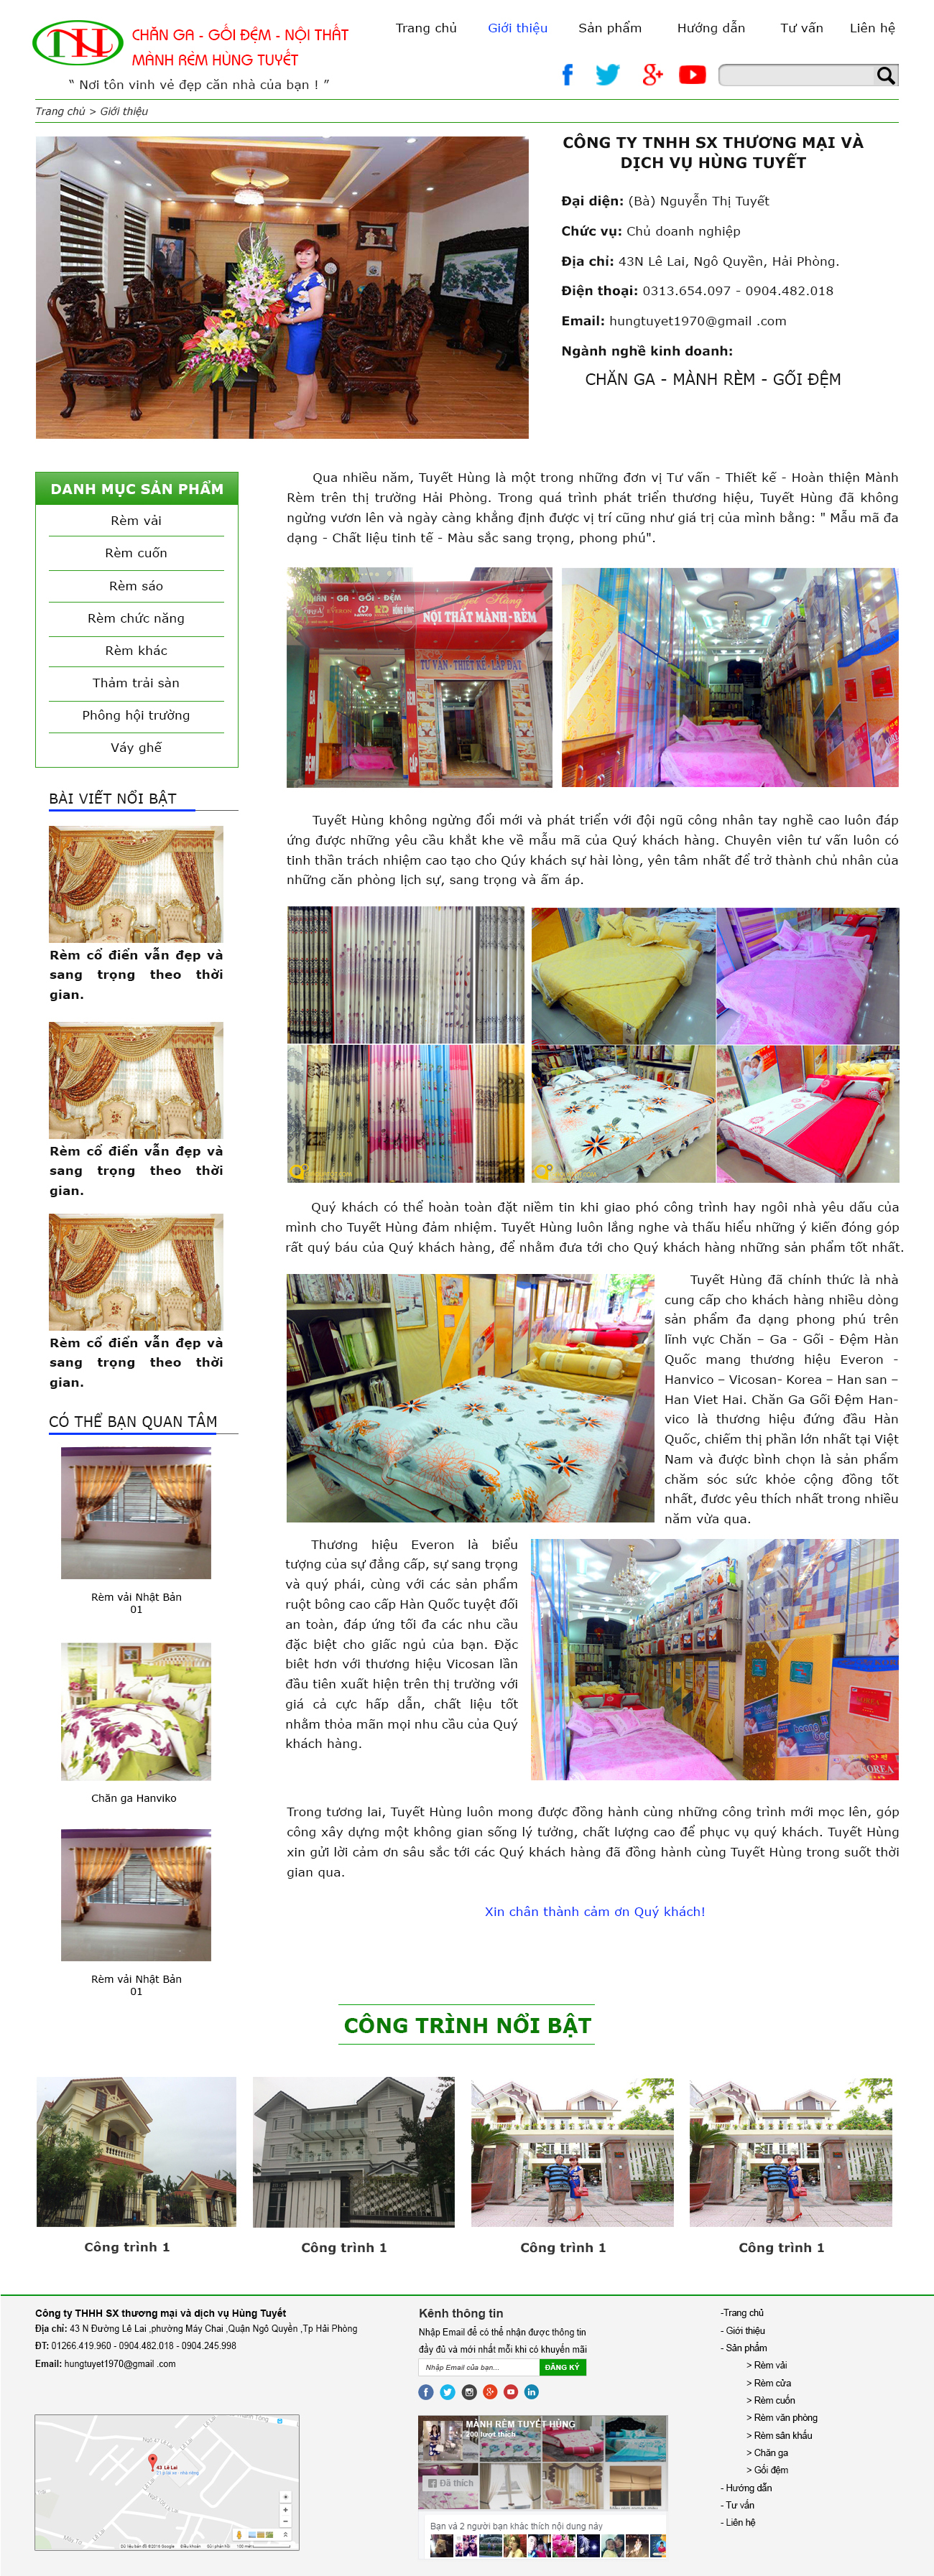 CHĂN GA - GỐI ĐỆM - NỘI THẤT
MÀNH RÈM HÙNG TUYẾT
“ Nơi tôn vinh vẻ đẹp căn nhà của bạn ! ”
Trang chủ
Giới thiệu
Sản phẩm
Hướng dẫn
Tư vấn
Liên hệ
Trang chủ > Giới thiệu
CÔNG TY TNHH SX THƯƠNG MẠI VÀ
DỊCH VỤ HÙNG TUYẾT
Đại diện: (Bà) Nguyễn Thị Tuyết
Chức vụ: Chủ doanh nghiệp
Địa chỉ: 43N Lê Lai, Ngô Quyền, Hải Phòng.
Điện thoại: 0313.654.097 - 0904.482.018
Email: hungtuyet1970@gmail .com
Ngành nghề kinh doanh:
CHĂN GA - MÀNH RÈM - GỐI ĐỆM
DANH MỤC SẢN PHẨM
Rèm vải
Rèm cuốn
Rèm sáo
Rèm chức năng
Rèm khác
Thảm trải sàn
Phông hội trường
Váy ghế
BÀI VIẾT NỔI BẬT
Rèm cổ điển vẫn đẹp và
sang trọng theo thời
gian.
Rèm cổ điển vẫn đẹp và
sang trọng theo thời
gian.
Rèm cổ điển vẫn đẹp và
sang trọng theo thời
gian.
CÓ THỂ BẠN QUAN TÂM
Rèm vải Nhật Bản
01
Chăn ga Hanviko
Rèm vải Nhật Bản
01
Qua nhiều năm, Tuyết Hùng là một trong những đơn vị Tư vấn - Thiết kế - Hoàn thiện Mành
Rèm trên thị trường Hải Phòng. Trong quá trình phát triển thương hiệu, Tuyết Hùng đã không
ngừng vươn lên và ngày càng khẳng định được vị trí cũng như giá trị của mình bằng: " Mẫu mã đa
dạng - Chất liệu tinh tế - Màu sắc sang trọng, phong phú".
Tuyết Hùng
NỘI THẤT MÀNH-RÈM
TƯ VẤN-THIẾT KẾ-LẮP ĐẶT
Tuyết Hùng không ngừng đổi mới và phát triển với đội ngũ công nhân tay nghề cao luôn đáp
ứng được những yêu cầu khắt khe về mẫu mã của Quý khách hàng. Chuyên viên tư vấn luôn có
tinh thần trách nhiệm cao tạo cho Qúy khách sự hài lòng, yên tâm nhất để trở thành chủ nhân của
những căn phòng lịch sự, sang trọng và ấm áp.
Quý khách có thể hoàn toàn đặt niềm tin khi giao phó công trình hay ngôi nhà yêu dấu của
mình cho Tuyết Hùng đảm nhiệm. Tuyết Hùng luôn lắng nghe và thấu hiểu những ý kiến đóng góp
rất quý báu của Quý khách hàng, để nhằm đưa tới cho Quý khách hàng những sản phẩm tốt nhất.
Tuyết Hùng đã chính thức là nhà
cung cấp cho khách hàng nhiều dòng
sản phẩm đa dạng phong phú trên
lĩnh vực Chăn – Ga - Gối - Đệm Hàn
Quốc mang thương hiệu Everon -
Hanvico – Vicosan- Korea – Han san –
Han Viet Hai. Chăn Ga Gối Đệm Han-
vico là thương hiệu đứng đầu Hàn
Quốc, chiếm thị phần lớn nhất tại Việt
Nam và được bình chọn là sản phẩm
chăm sóc sức khỏe cộng đồng tốt
nhất, đươc yêu thích nhất trong nhiều
năm vừa qua.
Thương hiệu Everon là biểu
tượng của sự đẳng cấp, sự sang trọng
và quý phái, cùng với các sản phẩm
ruột bông cao cấp Hàn Quốc tuyệt đối
an toàn, đáp ứng tối đa các nhu cầu
đặc biệt cho giấc ngủ của bạn. Đặc
biêt hơn với thương hiệu Vicosan lần
đầu tiên xuất hiện trên thị trường với
giá cả cực hấp dẫn, chất liệu tốt
nhằm thỏa mãn mọi nhu cầu của Quý
khách hàng.
KOREA
Trong tương lai, Tuyết Hùng luôn mong được đồng hành cùng những công trình mới mọc lên, góp
công xây dựng một không gian sống lý tưởng, chất lượng cao để phục vụ quý khách. Tuyết Hùng
xin gửi lời cảm ơn sâu sắc tới các Quý khách hàng đã đồng hành cùng Tuyết Hùng trong suốt thời
gian qua.
Xin chân thành cảm ơn Quý khách!
CÔNG TRÌNH NỔI BẬT
Công trình 1
Công trình 1
Công trình 1
Công trình 1
Công ty THHH SX thương mại và dịch vụ Hùng Tuyết
Địa chỉ: 43 N Đường Lê Lai ,phường Máy Chai ,Quận Ngô Quyền ,Tp Hải Phòng
ĐT: 01266.419.960 - 0904.482.018 - 0904.245.998
Email: hungtuyet1970@gmail .com
43 Lê Lai
Kênh thông tin
Nhập Email để có thể nhận được thông tin
đầy đủ và mới nhất mỗi khi có khuyến mãi
Nhập Email của bạn...
ĐĂNG KÝ
MÀNH RÈM TUYẾT HÙNG
200 lượt thích
Đã thích
Bạn và 2 người bạn khác thích nội dung này
-Trang chủ
- Giới thiệu
- Sản phẩm
> Rèm vải
> Rèm cửa
> Rèm cuốn
> Rèm văn phòng
> Rèm sân khấu
> Chăn ga
> Gối đệm
- Hướng dẫn
- Tư vấn
- Liên hệ